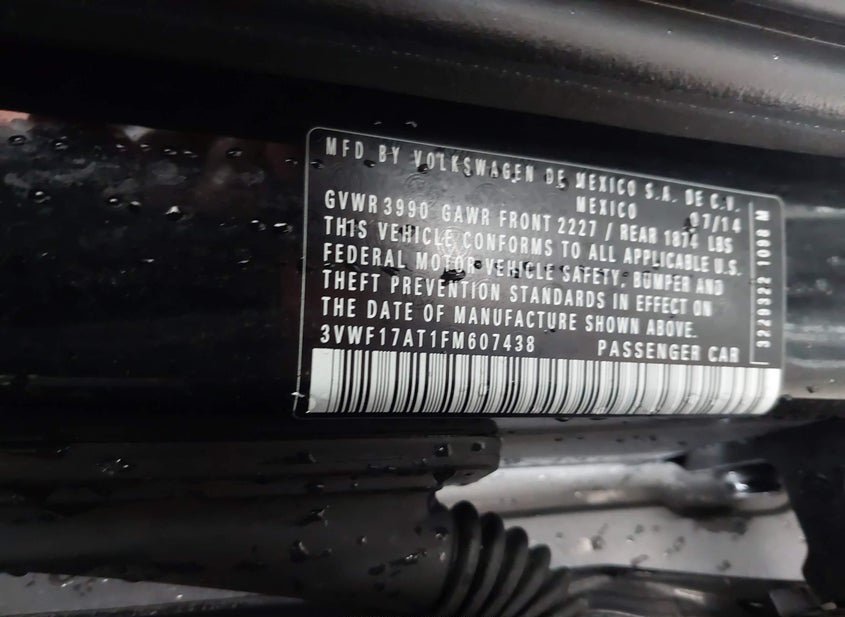 MFD BY VOLKSWAGEN DE MEXICO S.A. DE C.V.
MEXICO 07/14
GVWR 3990 GAWR FRONT 2227 / REAR 1874 LBS
THIS VEHICLE CONFORMS TO ALL APPLICABLE U.S.
FEDERAL MOTOR VEHICLE SAFETY, BUMPER AND
THEFT PREVENTION STANDARDS IN EFFECT ON
THE DATE OF MANUFACTURE SHOWN ABOVE.
3VWF17AT1FM607438 PASSENGER CAR
1098 M